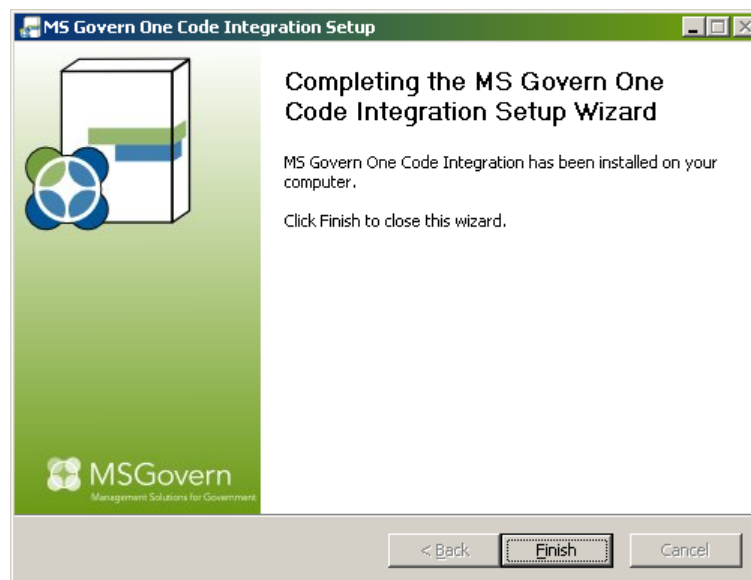 MS Govern One Code Integration Setup
Completing the MS Govern One
Code Integration Setup Wizard
MS Govern One Code Integration has been installed on your
computer.
Click Finish to close this wizard.
MSGovern
Management Solutions for Government
< Back Finish Cancel